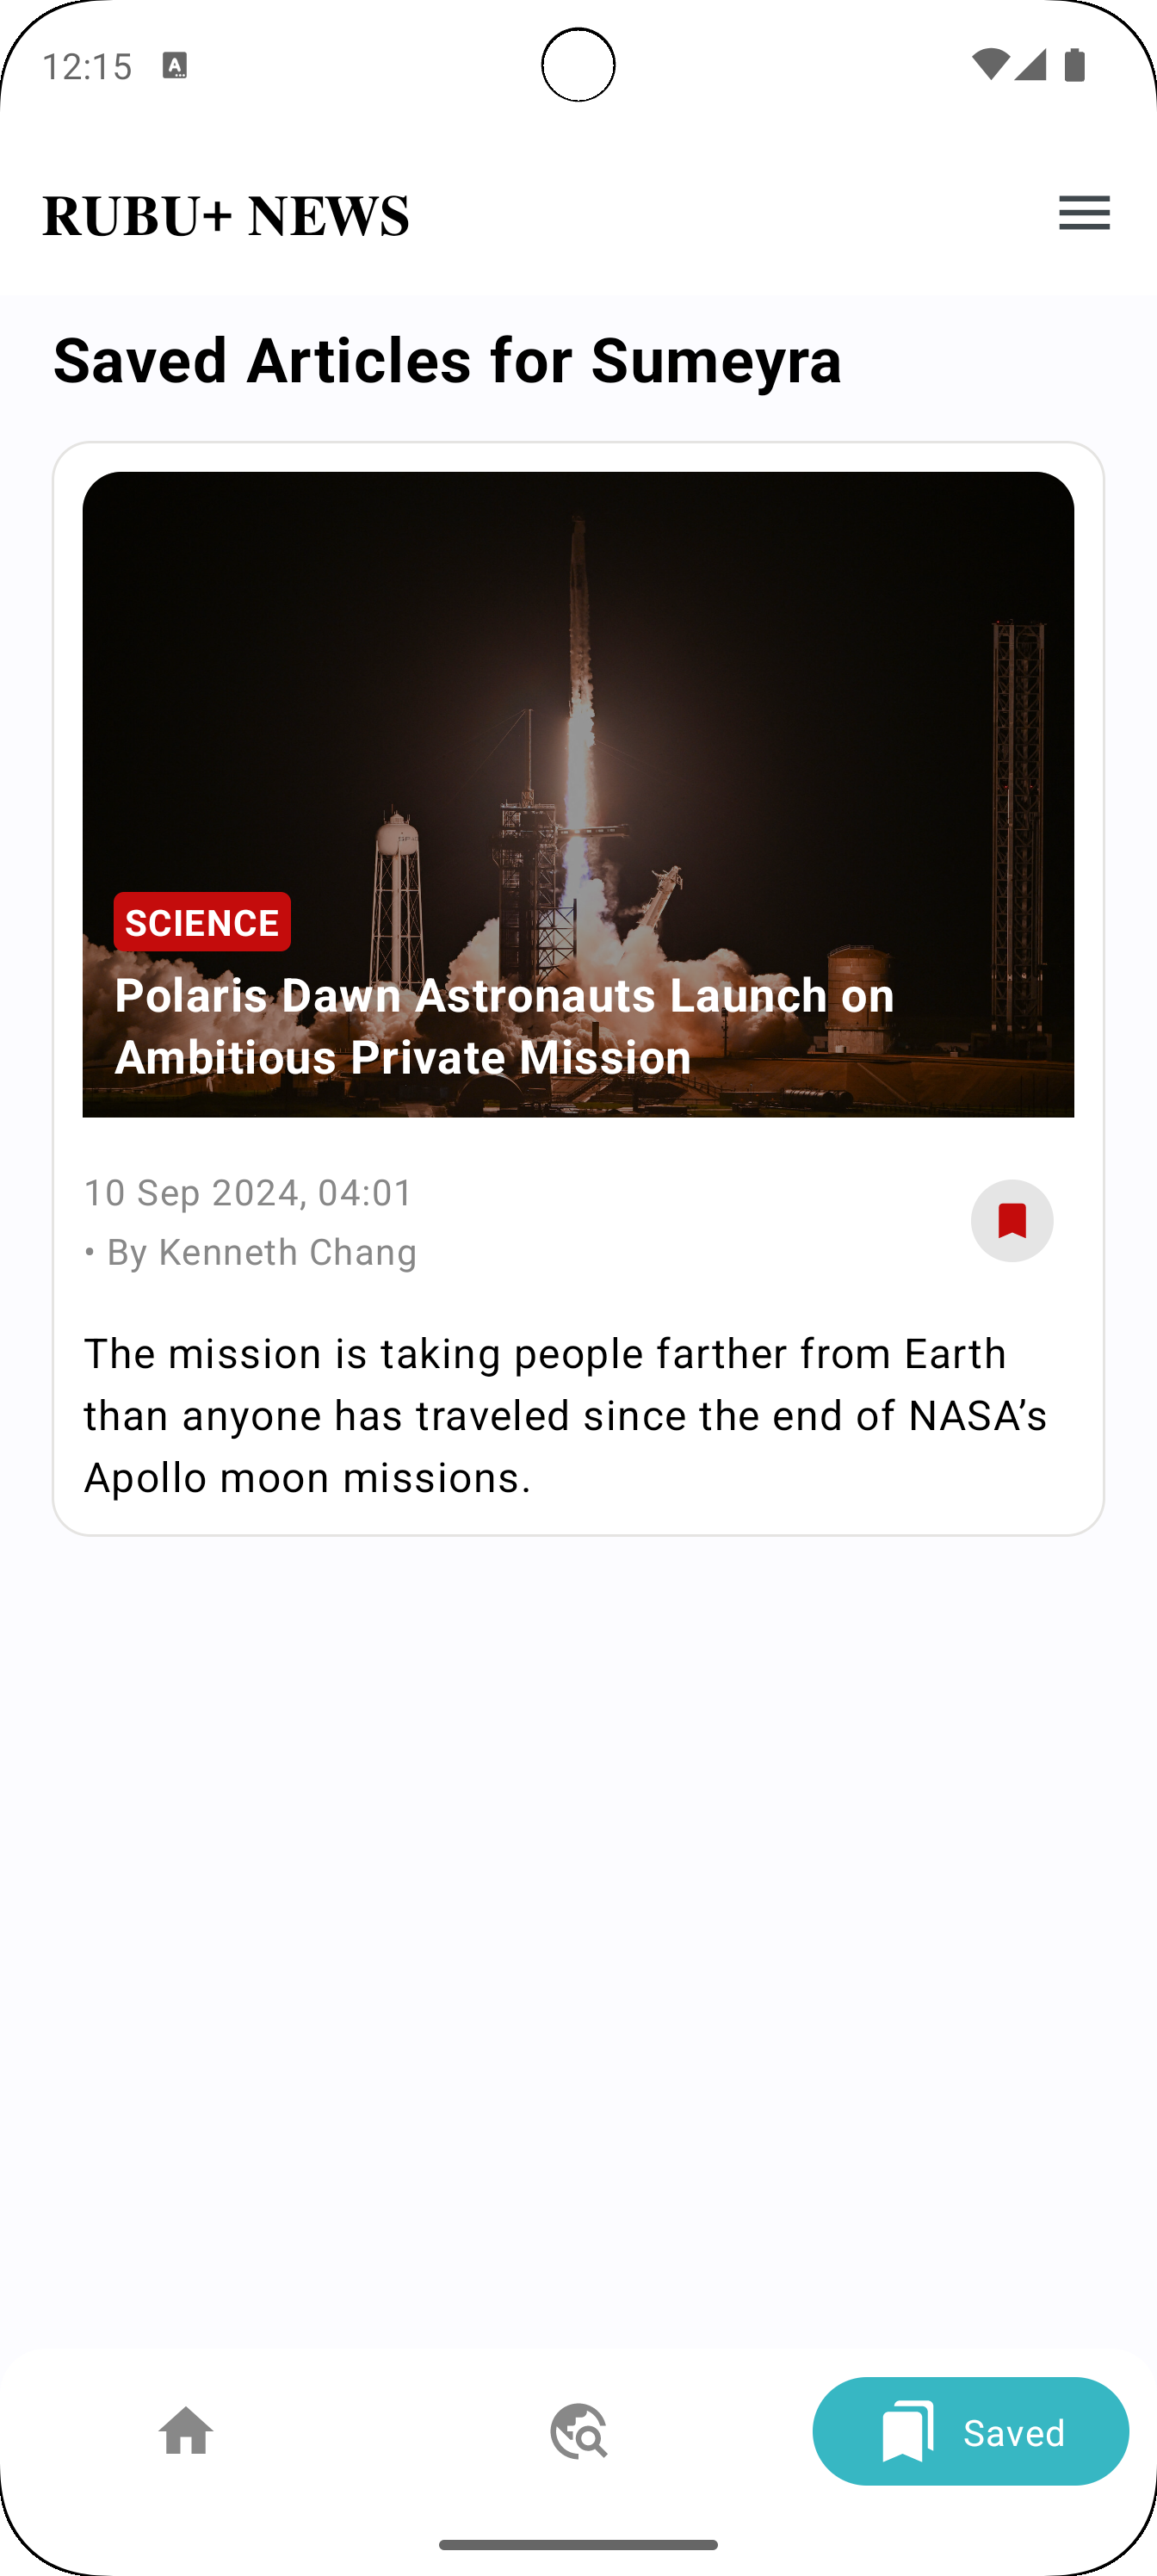 12:15
RUBU+ NEWS
Saved Articles for Sumeyra
SCIENCE
Polaris Dawn Astronauts Launch on
Ambitious Private Mission
10 Sep 2024, 04:01
• By Kenneth Chang
The mission is taking people farther from Earth
than anyone has traveled since the end of NASA’s
Apollo moon missions.
Saved